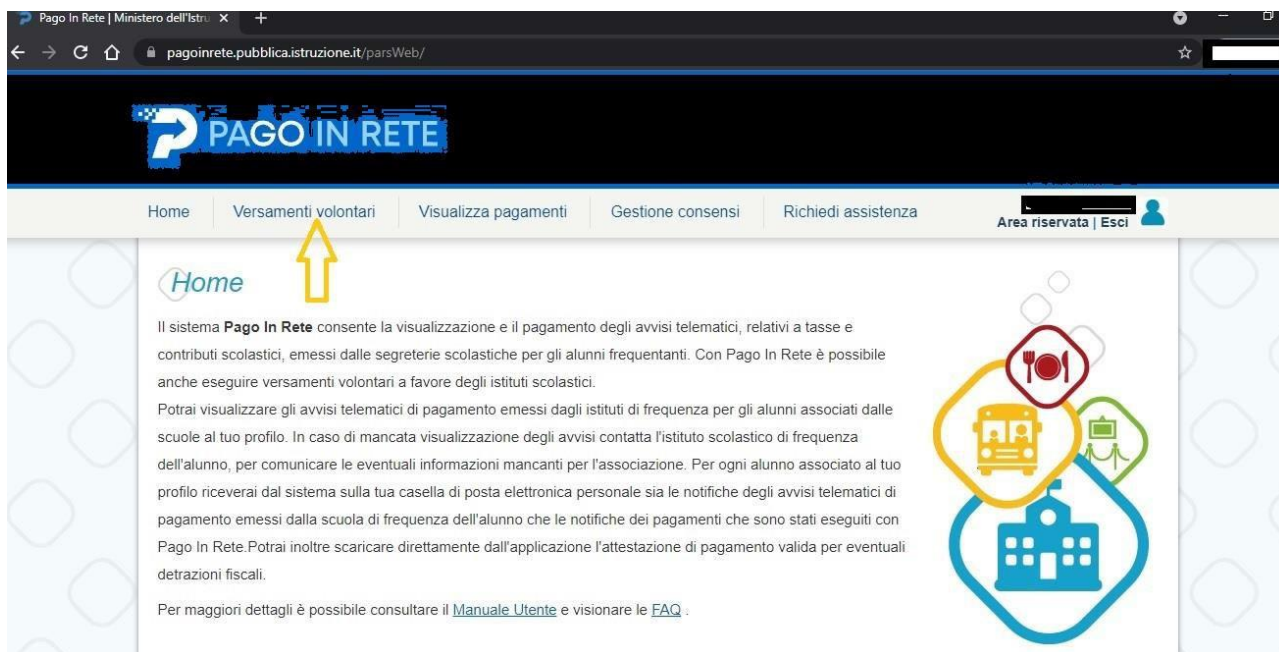 Pago In Rete | Ministero dell'Istru
pagoinrete.pubblica.istruzione.it/parsWeb/
PAGO IN RETE
Home Versamenti volontari Visualizza pagamenti Gestione consensi Richiedi assistenza
Area riservata | Esci
Home
Il sistema Pago In Rete consente la visualizzazione e il pagamento degli avvisi telematici, relativi a tasse e
contributi scolastici, emessi dalle segreterie scolastiche per gli alunni frequentanti. Con Pago In Rete è possibile
anche eseguire versamenti volontari a favore degli istituti scolastici.
Potrai visualizzare gli avvisi telematici di pagamento emessi dagli istituti di frequenza per gli alunni associati dalle
scuole al tuo profilo. In caso di mancata visualizzazione degli avvisi contatta l'istituto scolastico di frequenza
dell'alunno, per comunicare le eventuali informazioni mancanti per l'associazione. Per ogni alunno associato al tuo
profilo riceverai dal sistema sulla tua casella di posta elettronica personale sia le notifiche degli avvisi telematici di
pagamento emessi dalla scuola di frequenza dell'alunno che le notifiche dei pagamenti che sono stati eseguiti con
Pago In Rete.Potrai inoltre scaricare direttamente dall'applicazione l'attestazione di pagamento valida per eventuali
detrazioni fiscali.
Per maggiori dettagli è possibile consultare il Manuale Utente e visionare le FAQ .